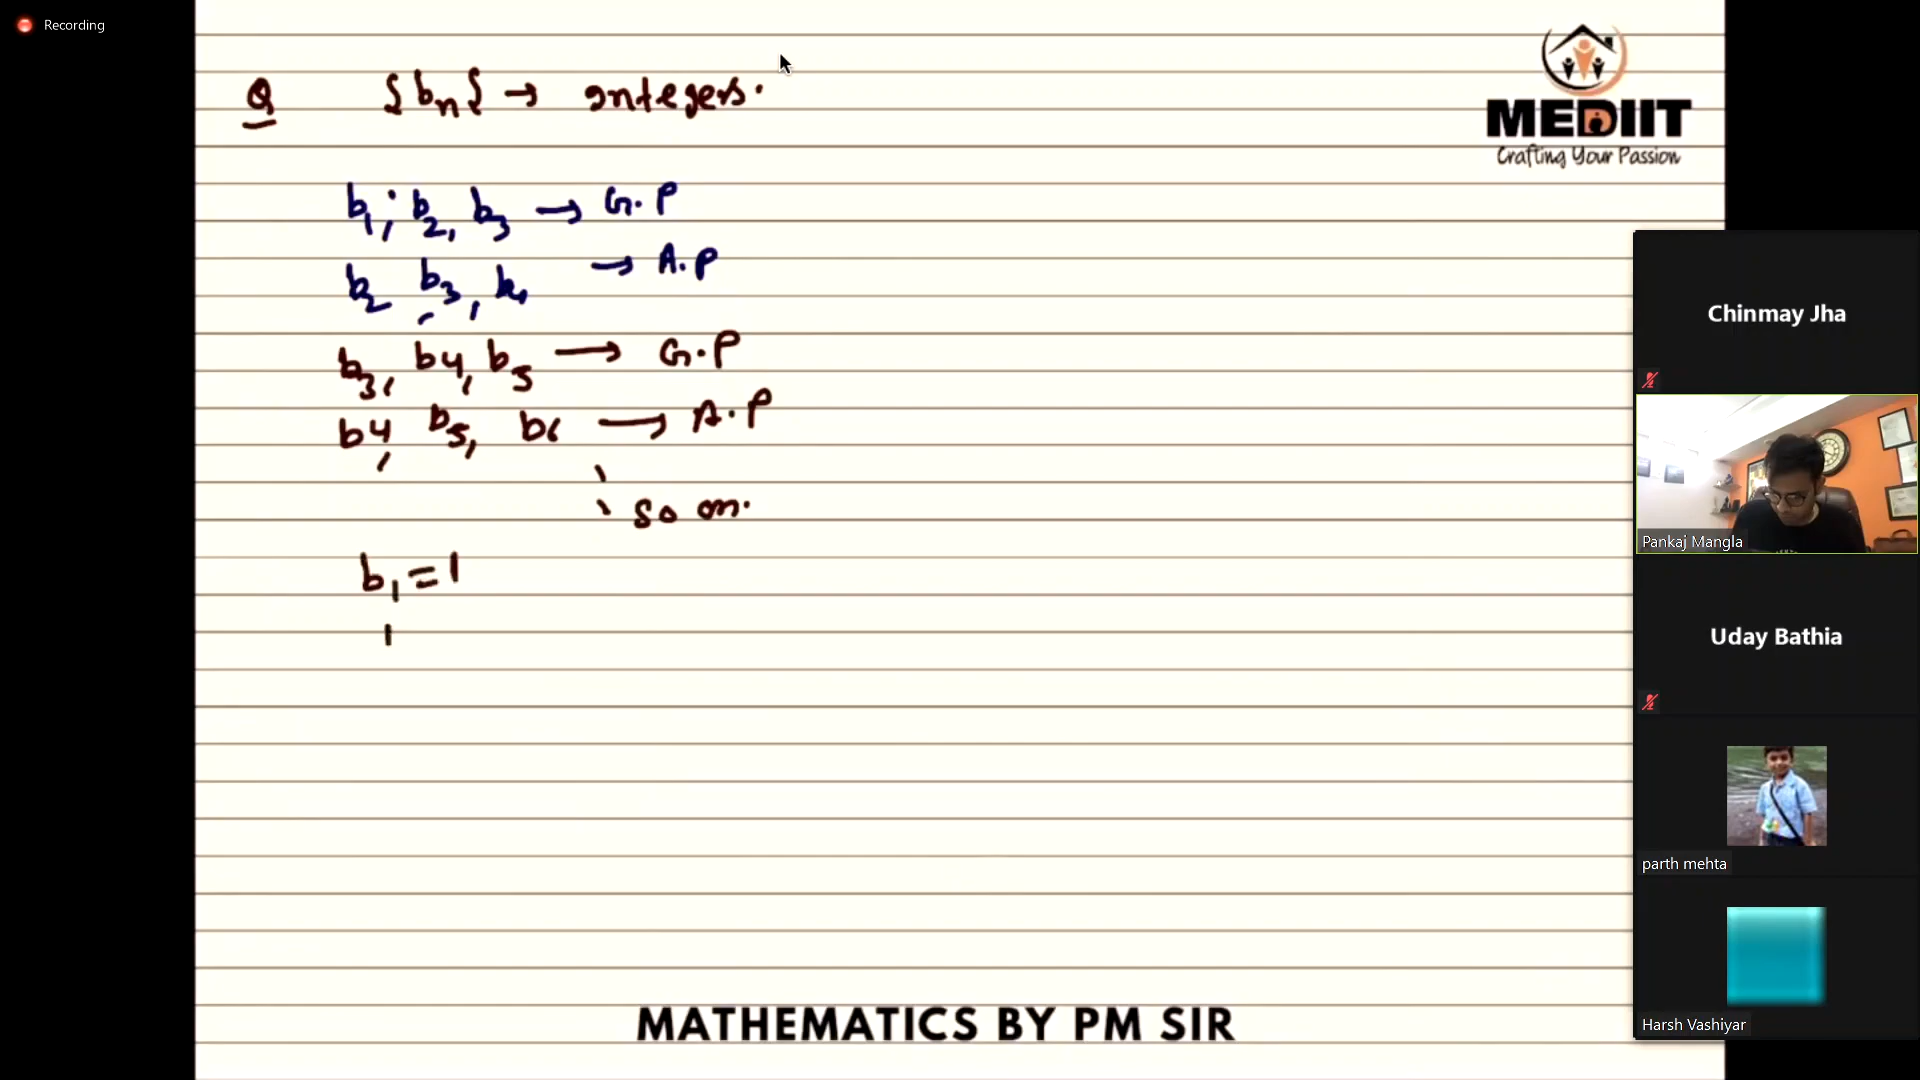 Recording
Q {bn} → integers.
MEDIIT
Crafting Your Passion
b1, b2, b3 → G.P
b2, b3, b4 → A.P
b3, b4, b5 → G.P
b4, b5, b6 → A.P
so on.
b1 = 1
Chinmay Jha
Pankaj Mangla
Uday Bathia
parth mehta
Harsh Vashiyar
MATHEMATICS BY PM SIR